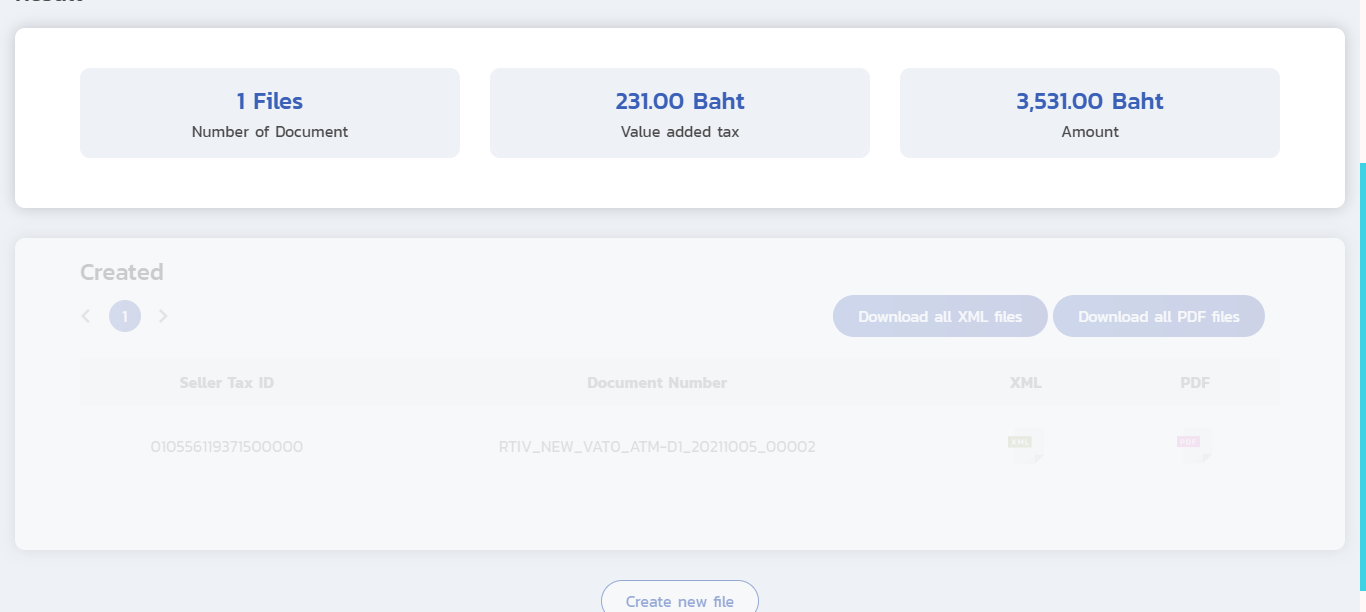 1 Files
Number of Document
231.00 Baht
Value added tax
3,531.00 Baht
Amount
Created
1
Download all XML files
Download all PDF files
Seller Tax ID
Document Number
XML
PDF
010556119371500000
RTIV_NEW_VAT0_ATM-D1_20211005_00002
XML
PDF
Create new file